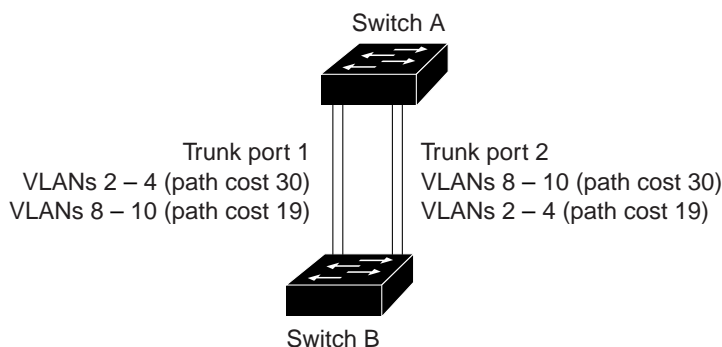 Switch A
Trunk port 1
VLANs 2 – 4 (path cost 30)
VLANs 8 – 10 (path cost 19)
Trunk port 2
VLANs 8 – 10 (path cost 30)
VLANs 2 – 4 (path cost 19)
Switch B